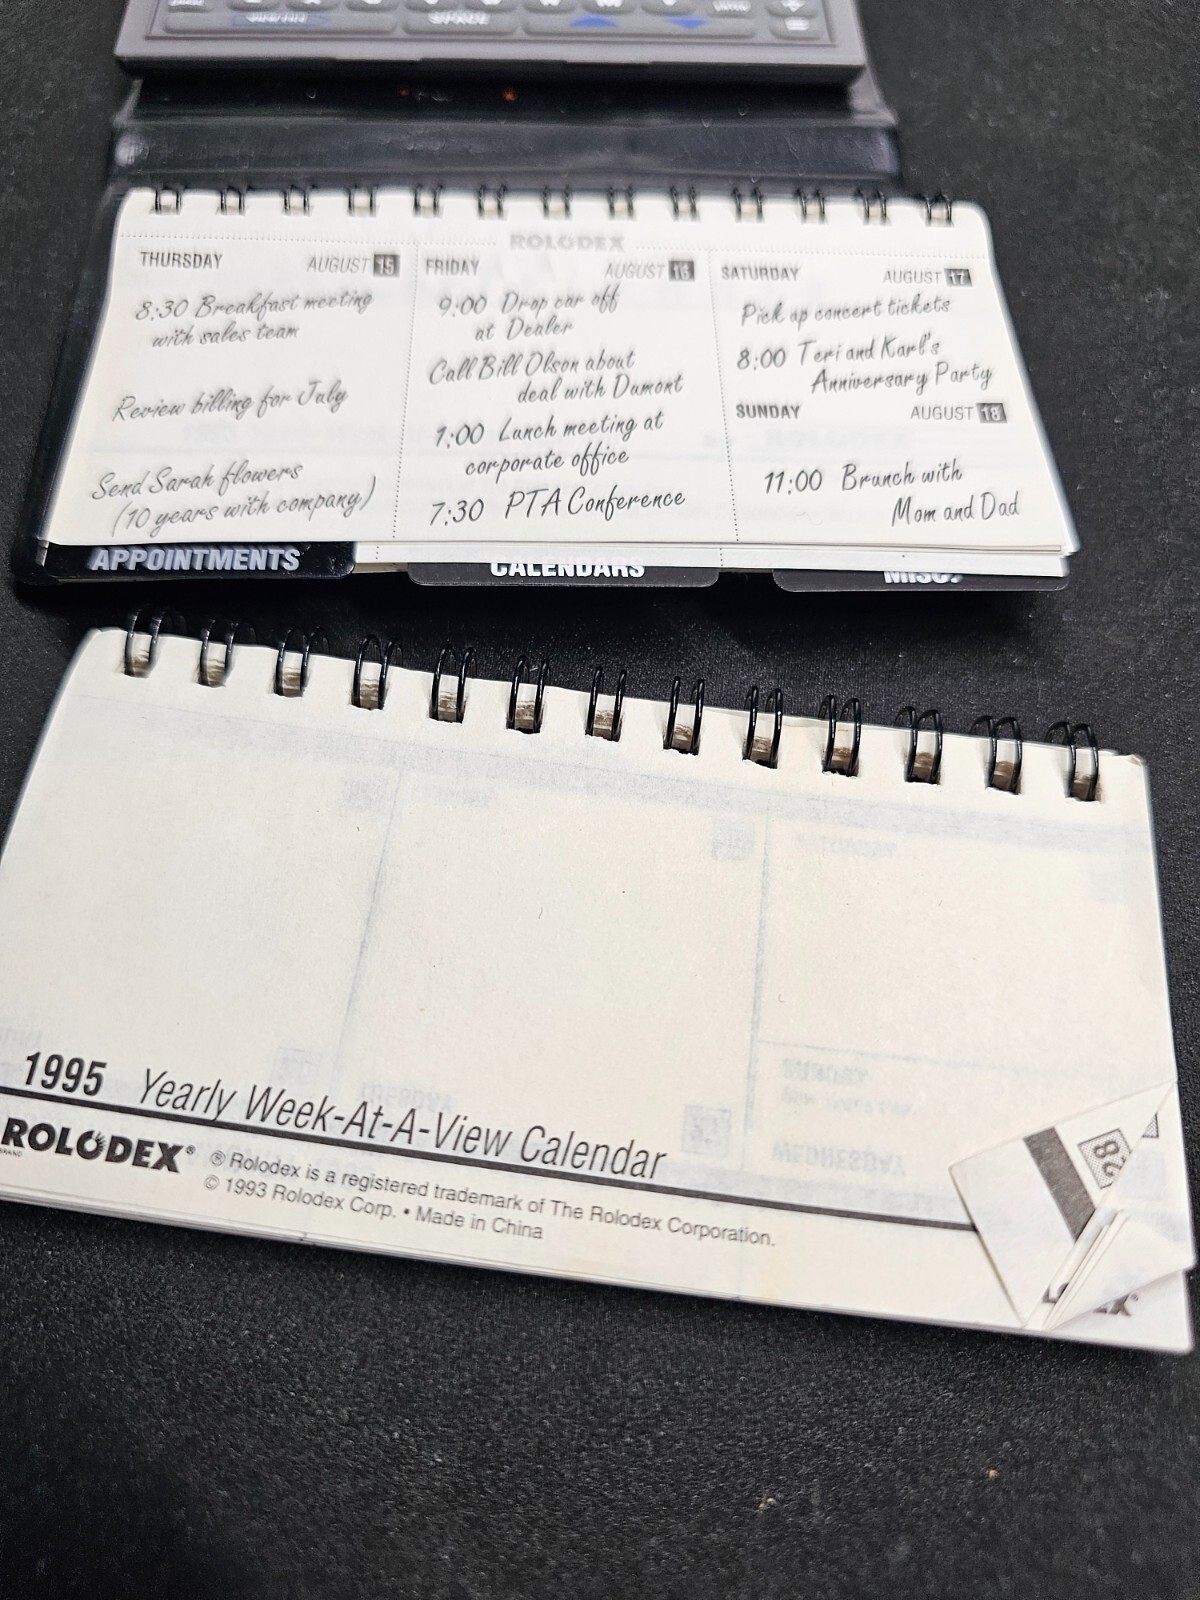 SPACE
ROLODEX
THURSDAY AUGUST 15
8:30 Breakfast meeting
with sales team
Review billing for July
Send Sarah flowers
(10 years with company)
FRIDAY AUGUST 16
9:00 Drop car off
at Dealer
Call Bill Olson about
deal with Dumont
1:00 Lunch meeting at
corporate office
7:30 PTA Conference
SATURDAY AUGUST 17
Pick up concert tickets
8:00 Teri and Karl's
Anniversary Party
SUNDAY AUGUST 18
11:00 Brunch with
Mom and Dad
APPOINTMENTS
CALENDARS
MISC.
1995 Yearly Week-At-A-View Calendar
ROLODEX®
® Rolodex is a registered trademark of The Rolodex Corporation.
© 1993 Rolodex Corp. • Made in China
28